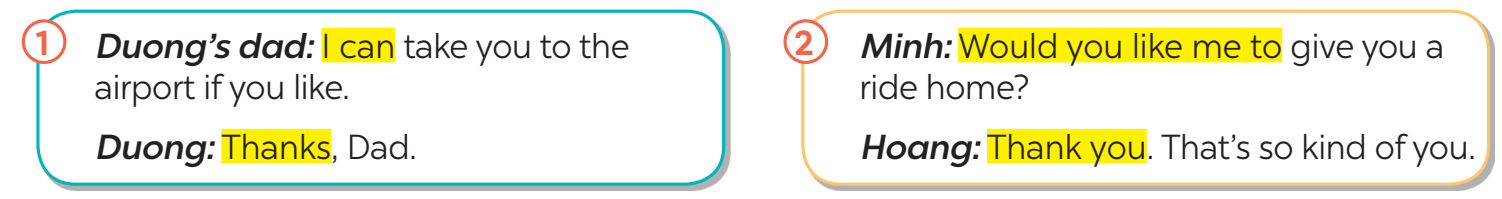 1
Duong's dad: I can take you to the
airport if you like.
Duong: Thanks, Dad.
2
Minh: Would you like me to give you a
ride home?
Hoang: Thank you. That's so kind of you.